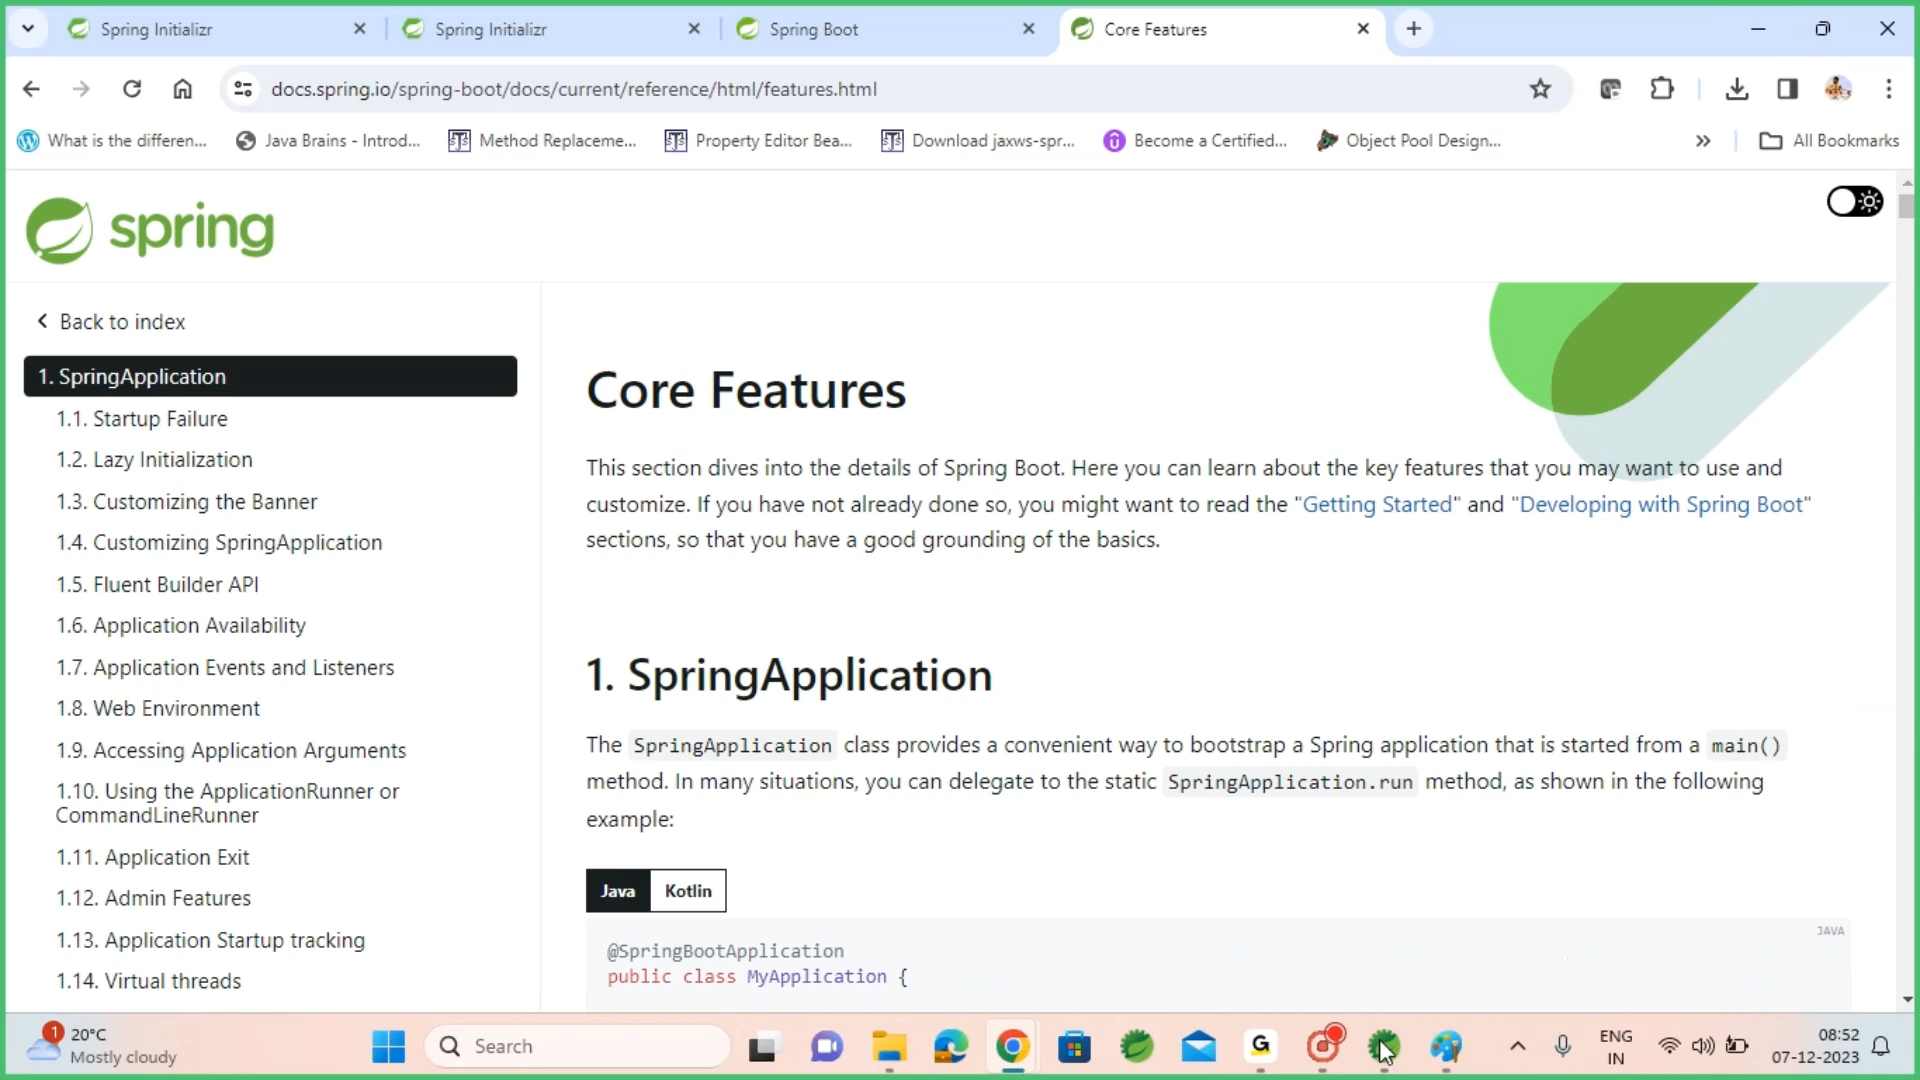 Spring Initializr
Spring Initializr
Spring Boot
Core Features
docs.spring.io/spring-boot/docs/current/reference/html/features.html
What is the differen...
Java Brains - Introd...
Method Replaceme...
Property Editor Bea...
Download jaxws-spr...
Become a Certified...
Object Pool Design...
All Bookmarks
spring
Back to index
1. SpringApplication
1.1. Startup Failure
1.2. Lazy Initialization
1.3. Customizing the Banner
1.4. Customizing SpringApplication
1.5. Fluent Builder API
1.6. Application Availability
1.7. Application Events and Listeners
1.8. Web Environment
1.9. Accessing Application Arguments
1.10. Using the ApplicationRunner or
CommandLineRunner
1.11. Application Exit
1.12. Admin Features
1.13. Application Startup tracking
1.14. Virtual threads
Core Features
This section dives into the details of Spring Boot. Here you can learn about the key features that you may want to use and
customize. If you have not already done so, you might want to read the "Getting Started" and "Developing with Spring Boot"
sections, so that you have a good grounding of the basics.
1. SpringApplication
The SpringApplication class provides a convenient way to bootstrap a Spring application that is started from a main()
method. In many situations, you can delegate to the static SpringApplication.run method, as shown in the following
example:
Java Kotlin
JAVA
@SpringBootApplication
public class MyApplication {
1
20°C
Mostly cloudy
Search
G
ENG
IN
08:52
07-12-2023